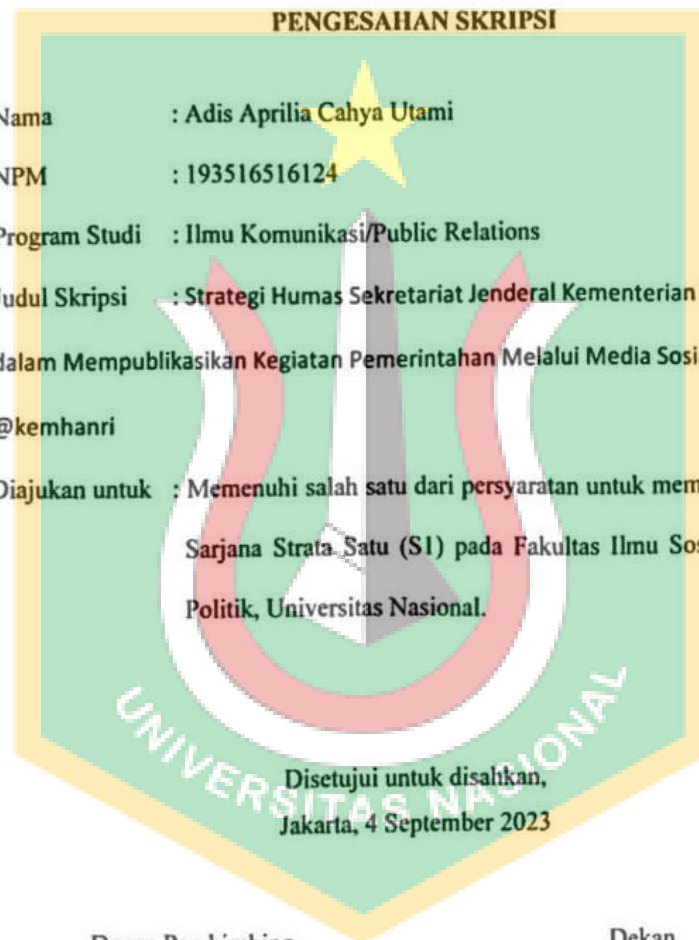 PENGESAHAN SKRIPSI
Nama : Adis Aprilia Cahya Utami
NPM : 193516516124
Program Studi : Ilmu Komunikasi/Public Relations
Judul Skripsi : Strategi Humas Sekretariat Jenderal Kementerian
dalam Mempublikasikan Kegiatan Pemerintahan Melalui Media Sosi
@kemhanri
Diajukan untuk : Memenuhi salah satu dari persyaratan untuk mem
Sarjana Strata Satu (S1) pada Fakultas Ilmu Sos
Politik, Universitas Nasional.
UNIVERSITAS NASIONAL
Disetujui untuk disahkan,
Jakarta, 4 September 2023
Dekan